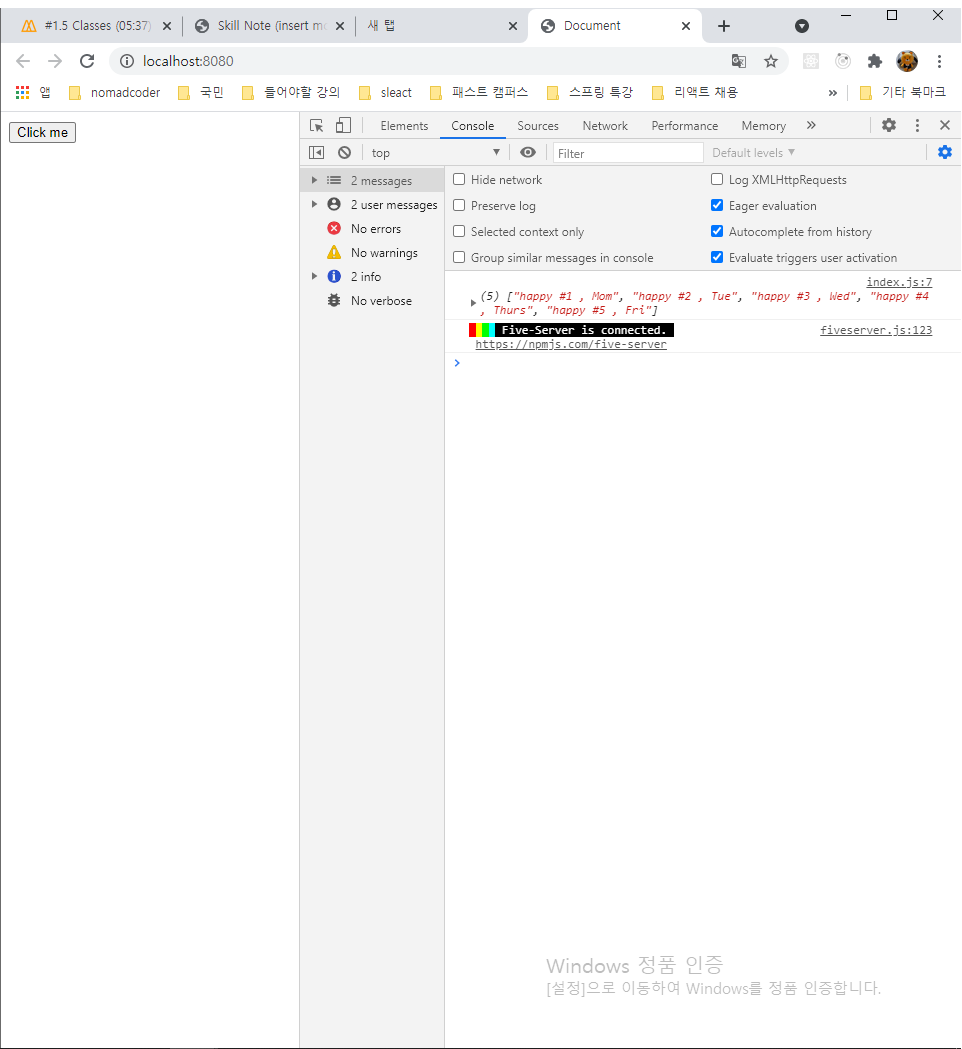 #1.5 Classes (05:37)
Skill Note (insert mo
새 탭
Document
localhost:8080
앱 nomadcoder 국민 들어야할 강의 sleact 패스트 캠퍼스 스프링 특강 리액트 채용 » 기타 북마크
Click me
Elements Console Sources Network Performance Memory »
top Filter Default levels
2 messages
2 user messages
No errors
No warnings
2 info
No verbose
Hide network Log XMLHttpRequests
Preserve log Eager evaluation
Selected context only Autocomplete from history
Group similar messages in console Evaluate triggers user activation
index.js:7
(5) ["happy #1 , Mom", "happy #2 , Tue", "happy #3 , Wed", "happy #4
, Thurs", "happy #5 , Fri"]
Five-Server is connected. fiveserver.js:123
https://npmjs.com/five-server
Windows 정품 인증
[설정]으로 이동하여 Windows를 정품 인증합니다.